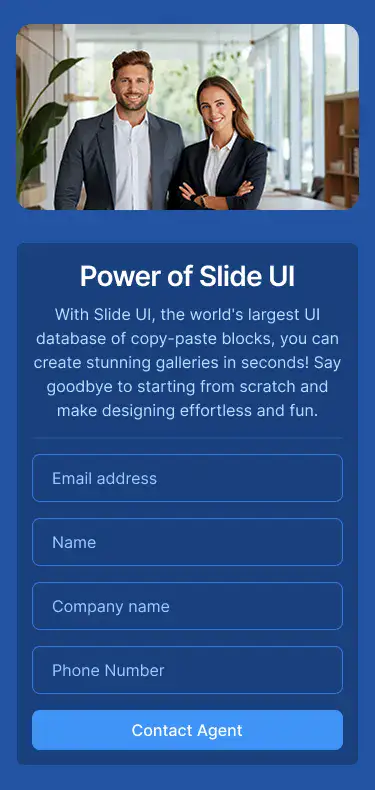 Power of Slide UI
With Slide UI, the world's largest UI
database of copy-paste blocks, you can
create stunning galleries in seconds! Say
goodbye to starting from scratch and
make designing effortless and fun.
Email address
Name
Company name
Phone Number
Contact Agent